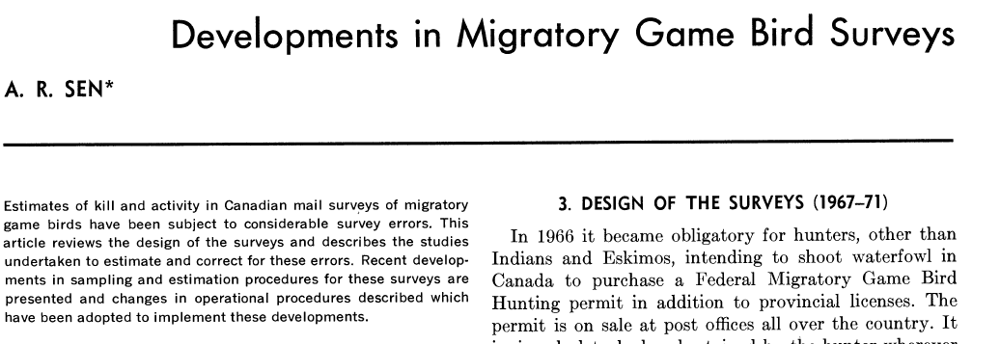 Developments in Migratory Game Bird Surveys
A. R. SEN*
Estimates of kill and activity in Canadian mail surveys of migratory
game birds have been subject to considerable survey errors. This
article reviews the design of the surveys and describes the studies
undertaken to estimate and correct for these errors. Recent develop-
ments in sampling and estimation procedures for these surveys are
presented and changes in operational procedures described which
have been adopted to implement these developments.
3. DESIGN OF THE SURVEYS (1967–71)
In 1966 it became obligatory for hunters, other than
Indians and Eskimos, intending to shoot waterfowl in
Canada to purchase a Federal Migratory Game Bird
Hunting permit in addition to provincial licenses. The
permit is on sale at post offices all over the country. It